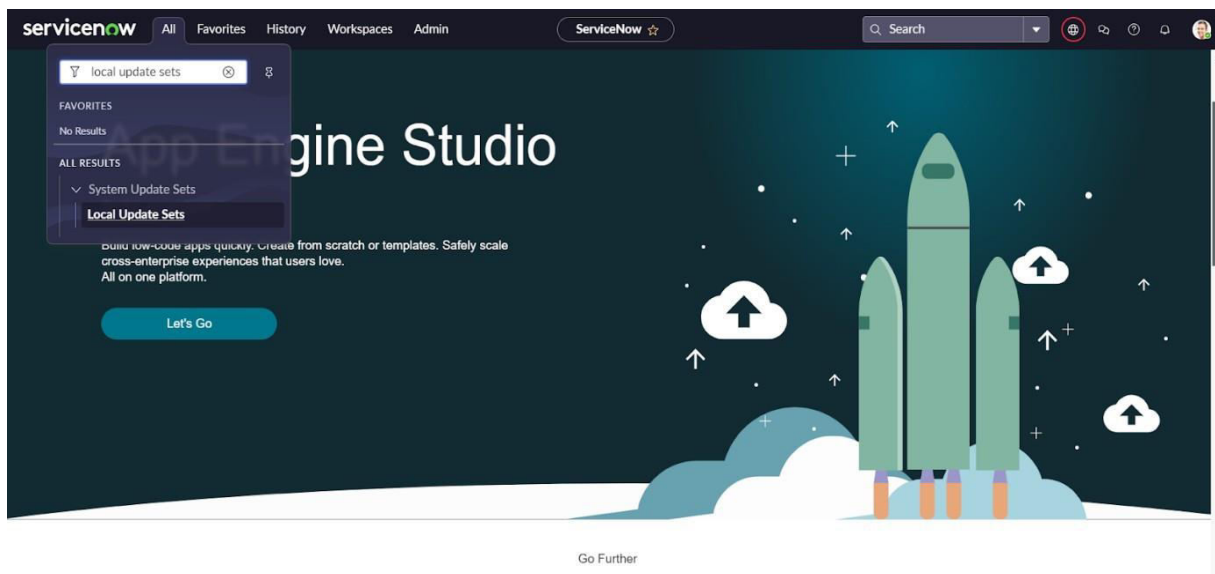 servicenow All Favorites History Workspaces Admin ServiceNow Search
local update sets
FAVORITES
No Results
ALL RESULTS
System Update Sets
Local Update Sets
App Engine Studio
Build low-code apps quickly. Create from scratch or templates. Safely scale
cross-enterprise experiences that users love.
All on one platform.
Let's Go
Go Further